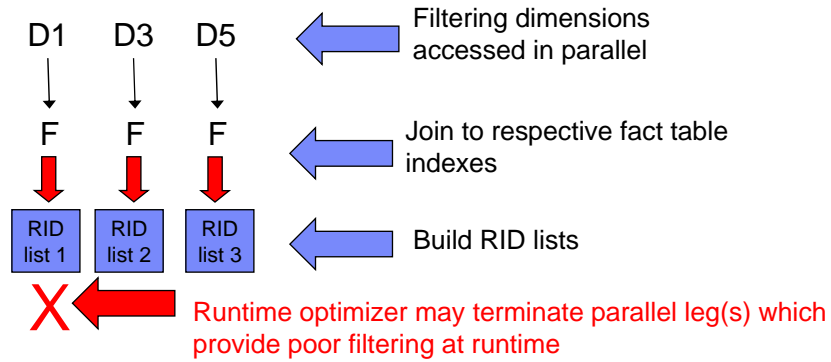 D1 D3 D5
Filtering dimensions
accessed in parallel
F F F
Join to respective fact table
indexes
RID RID RID
list 1 list 2 list 3
Build RID lists
X
Runtime optimizer may terminate parallel leg(s) which
provide poor filtering at runtime